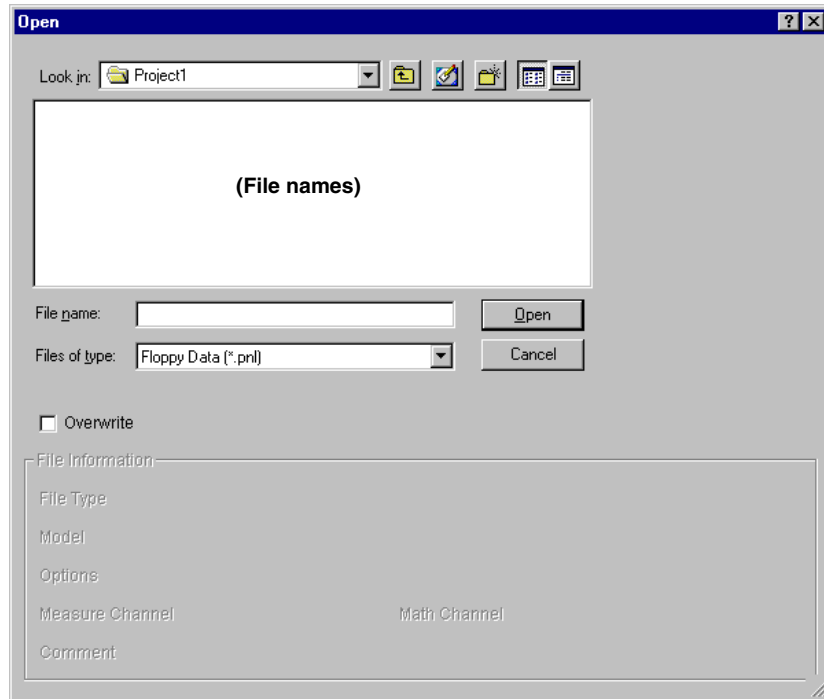 Open
Look in: Project1
(File names)
File name:
Open
Files of type: Floppy Data (*.pnl)
Cancel
Overwrite
File Information
File Type
Model
Options
Measure Channel Math Channel
Comment